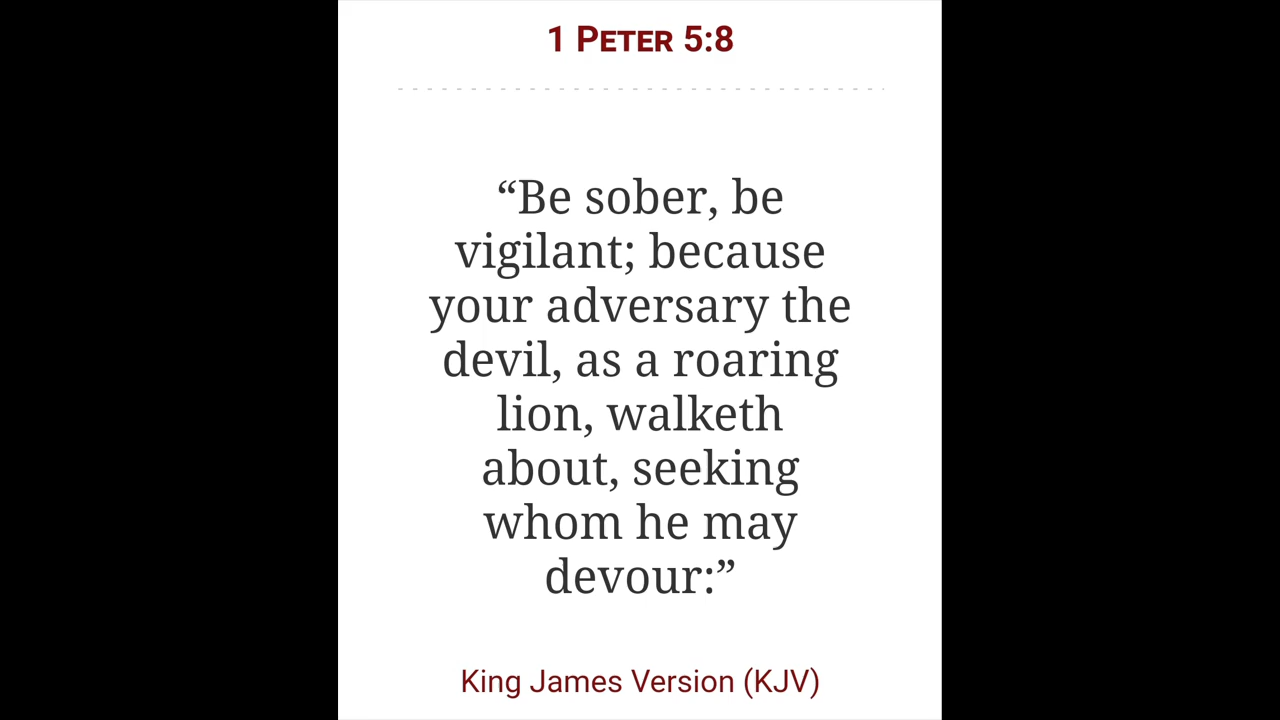 1 PETER 5:8
“Be sober, be
vigilant; because
your adversary the
devil, as a roaring
lion, walketh
about, seeking
whom he may
devour:”
King James Version (KJV)